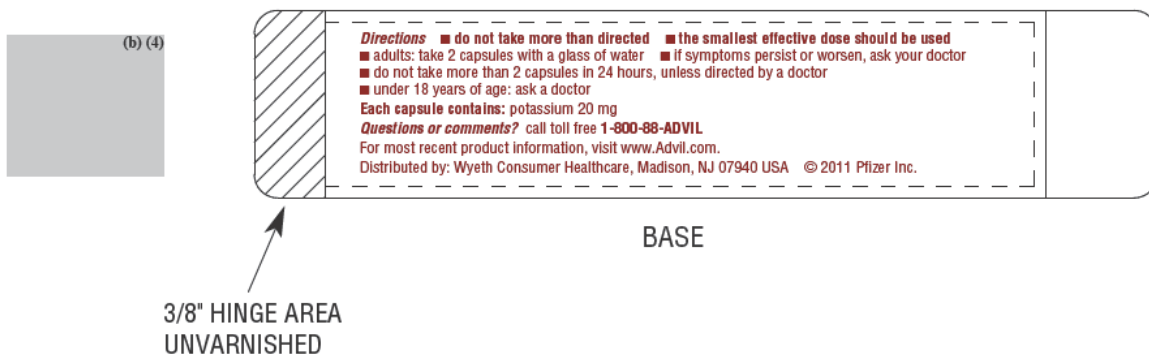 (b) (4)
Directions ■ do not take more than directed ■ the smallest effective dose should be used
■ adults: take 2 capsules with a glass of water ■ if symptoms persist or worsen, ask your doctor
■ do not take more than 2 capsules in 24 hours, unless directed by a doctor
■ under 18 years of age: ask a doctor
Each capsule contains: potassium 20 mg
Questions or comments? call toll free 1-800-88-ADVIL
For most recent product information, visit www.Advil.com.
Distributed by: Wyeth Consumer Healthcare, Madison, NJ 07940 USA © 2011 Pfizer Inc.
BASE
3/8" HINGE AREA
UNVARNISHED